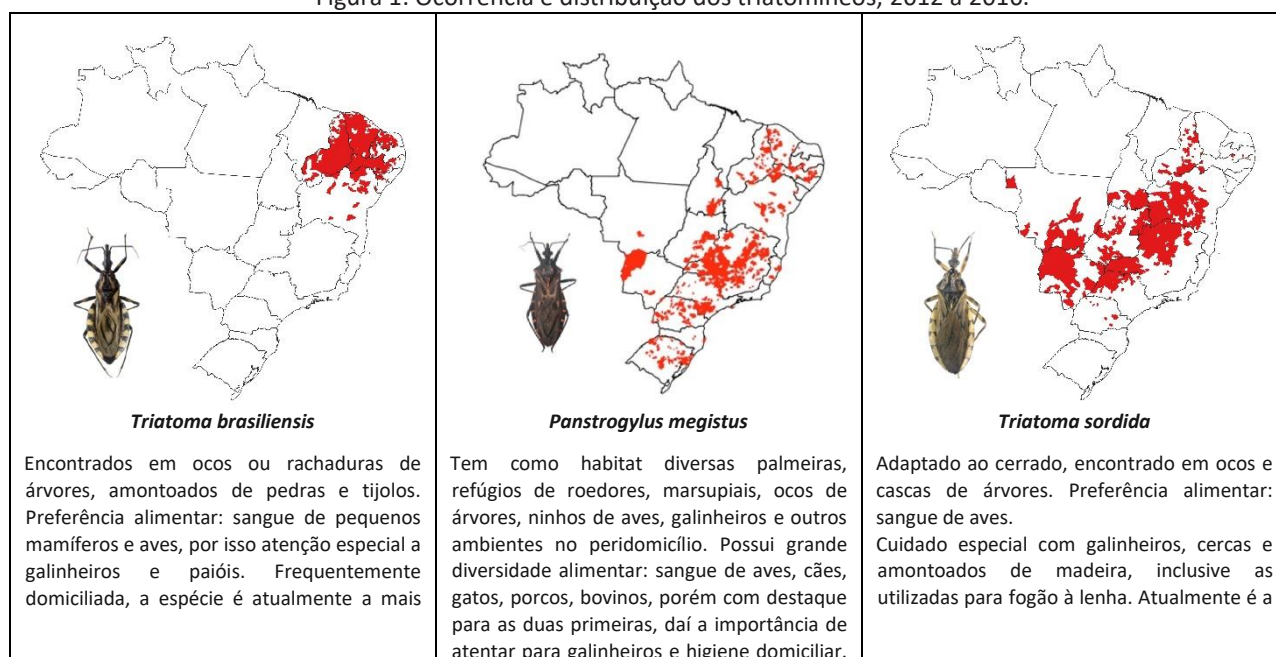 Figura 1. Ocorrência e distribuição dos triatomíneos, 2012 a 2016.
Triatoma brasiliensis
Encontrados em ocos ou rachaduras de
árvores, amontoados de pedras e tijolos.
Preferência alimentar: sangue de pequenos
mamíferos e aves, por isso atenção especial a
galinheiros e paióis. Frequentemente
domiciliada, a espécie é atualmente a mais
Panstrogylus megistus
Tem como habitat diversas palmeiras,
refúgios de roedores, marsupiais, ocos de
árvores, ninhos de aves, galinheiros e outros
ambientes no peridomicílio. Possui grande
diversidade alimentar: sangue de aves, cães,
gatos, porcos, bovinos, porém com destaque
para as duas primeiras, daí a importância de
atentar para galinheiros e higiene domiciliar.
Triatoma sordida
Adaptado ao cerrado, encontrado em ocos e
cascas de árvores. Preferência alimentar:
sangue de aves.
Cuidado especial com galinheiros, cercas e
amontoados de madeira, inclusive as
utilizadas para fogão à lenha. Atualmente é a